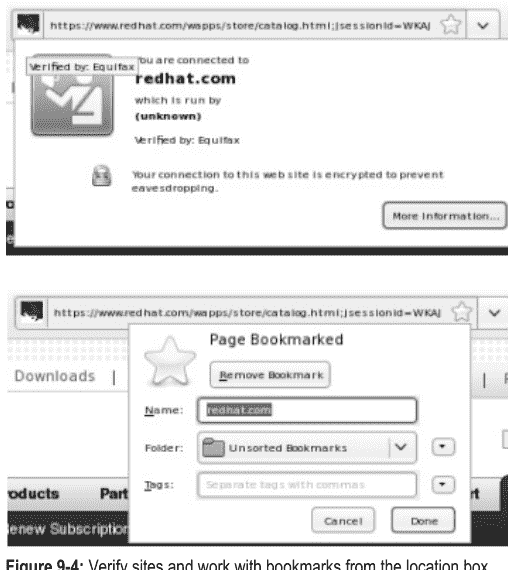 https://www.redhat.com/wapps/store/catalog.html;jsessionid=WKAJ
You are connected to
Verified by: Equifax
redhat.com
which is run by
(unknown)
Verified by: Equifax
Your connection to this web site is encrypted to prevent
eavesdropping.
More Information...
https://www.redhat.com/wapps/store/catalog.html;jsessionid=WKAJ
Page Bookmarked
Downloads |
Remove Bookmark
Name: redhat.com
Folder: Unsorted Bookmarks
Tags: Separate tags with commas
oducts Part rt
enew Subscription
Cancel Done
Figure 9-4: Verify sites and work with bookmarks from the location box